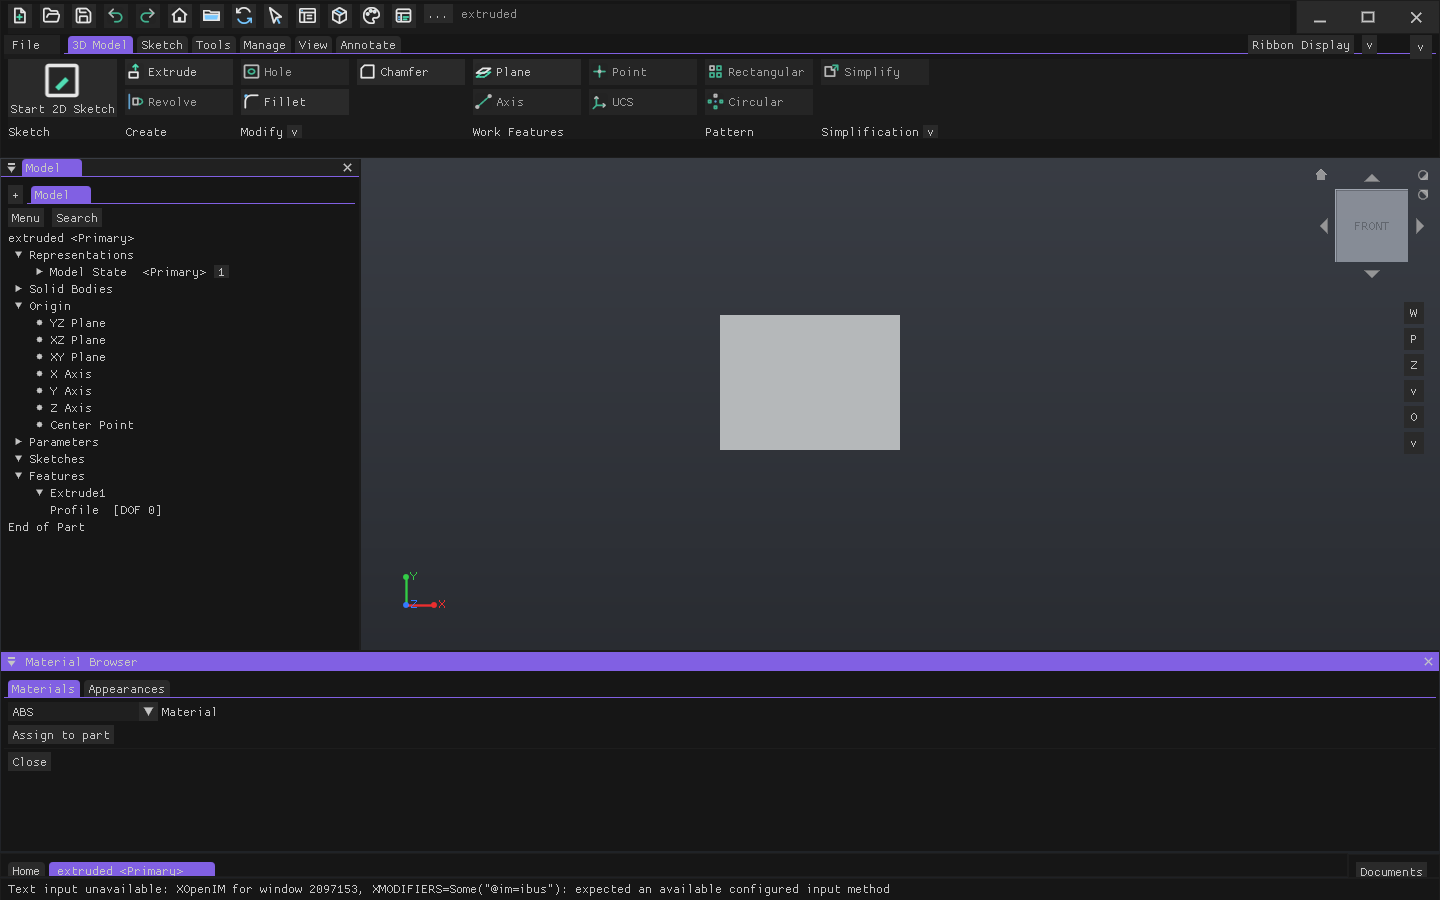 ... extruded
File 3D Model Sketch Tools Manage View Annotate Ribbon Display v v
Start 2D Sketch
Extrude
Revolve
Hole
Fillet
Chamfer
Plane
Axis
Point
UCS
Rectangular
Circular
Simplify
Sketch Create Modify v Work Features Pattern Simplification v
Model
+ Model
Menu Search
extruded <Primary>
Representations
Model State <Primary> 1
Solid Bodies
Origin
YZ Plane
XZ Plane
XY Plane
X Axis
Y Axis
Z Axis
Center Point
Parameters
Sketches
Features
Extrude1
Profile [DOF 0]
End of Part
FRONT
W
P
Z
v
O
v
Y
Z X
Material Browser
Materials Appearances
ABS Material
Assign to part
Close
Home extruded <Primary> Documents
Text input unavailable: XOpenIM for window 2097153, XMODIFIERS=Some("@im=ibus"): expected an available configured input method